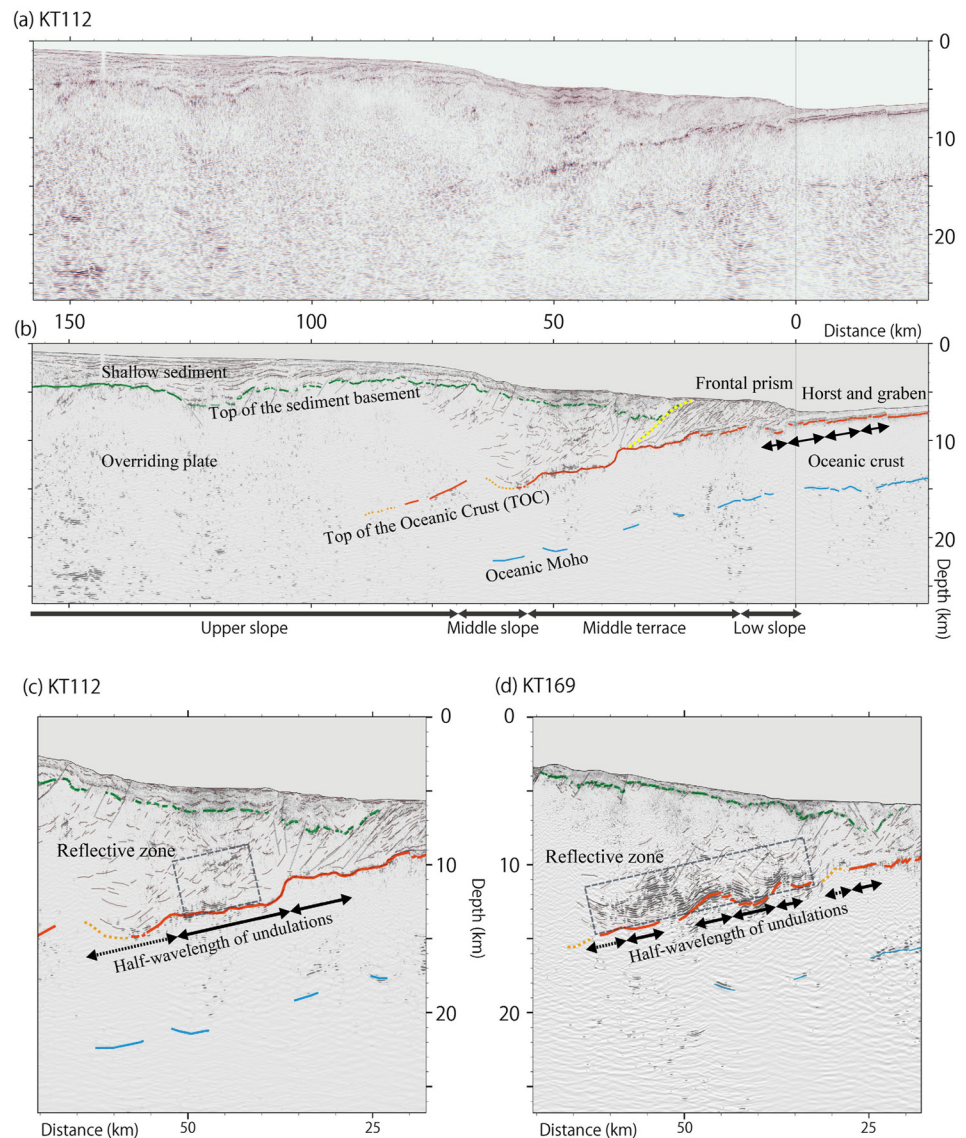 (a) KT112
0
10
20
150
100
50
0
Distance (km)
(b)
0
Shallow sediment
Frontal prism
Horst and graben
Top of the sediment basement
10
Overriding plate
Oceanic crust
Top of the Oceanic Crust (TOC)
20
Oceanic Moho
Depth (km)
Upper slope
Middle slope
Middle terrace
Low slope
(c) KT112
0
Reflective zone
10
Depth (km)
Half-wavelength of undulations
20
Distance (km)
50
25
(d) KT169
0
Reflective zone
10
Depth (km)
Half-wavelength of undulations
20
Distance (km)
50
25